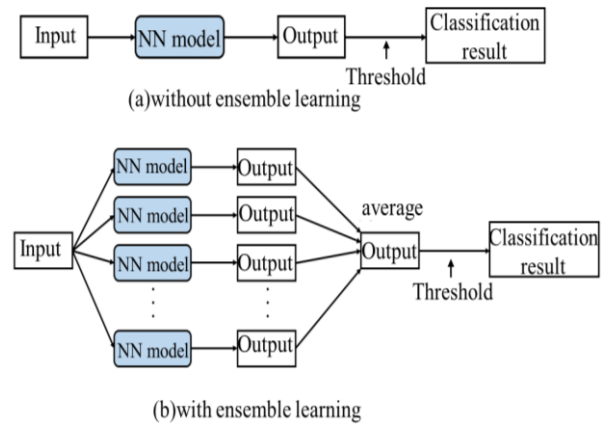 Input
NN model
Output
Classification
result
Threshold
(a)without ensemble learning
NN model
Output
NN model
Output
average
Input
NN model
Output
Output
Classification
result
Threshold
NN model
Output
(b)with ensemble learning